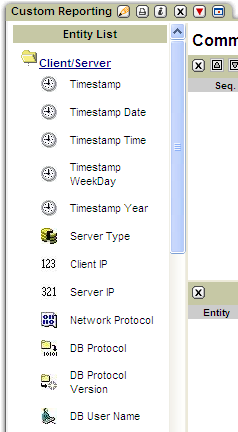 Custom Reporting
Entity List
Client/Server
Timestamp
Timestamp Date
Timestamp Time
Timestamp
WeekDay
Timestamp Year
Server Type
123 Client IP
321 Server IP
Network Protocol
DB Protocol
DB Protocol
Version
DB User Name
Comm
Seq.
Entity